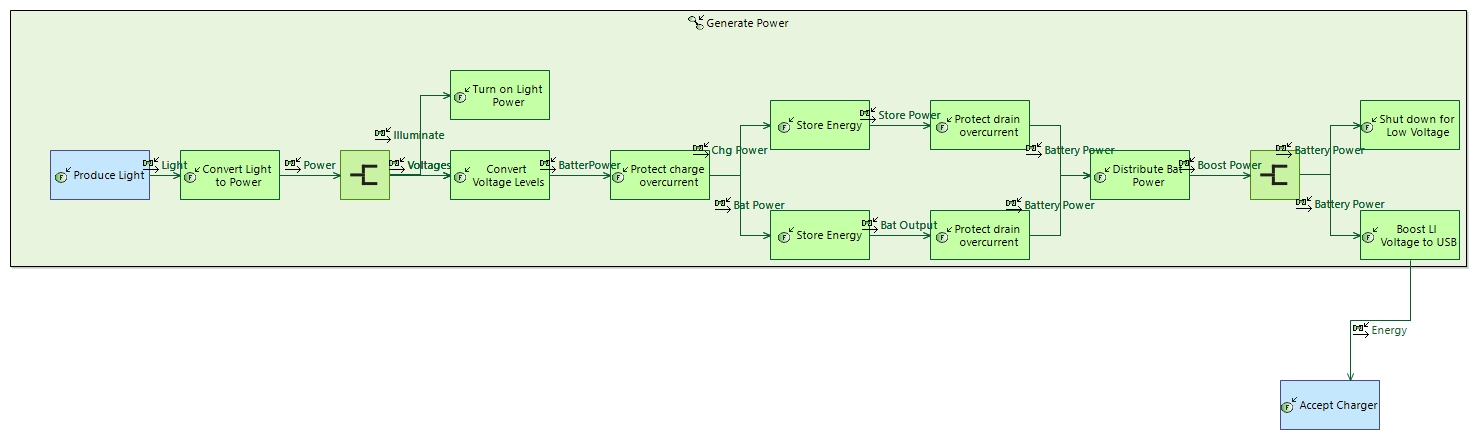 Generate Power
Turn on Light
Power
Illuminate
Store Energy
Store Power
Protect drain
overcurrent
Shut down for
Low Voltage
Produce Light
Light
Convert Light
to Power
Power
Voltages
Convert
Voltage Levels
BatterPower
Protect charge
overcurrent
Chg Power
Battery Power
Distribute Bat
Power
Boost Power
Battery Power
Bat Power
Battery Power
Battery Power
Store Energy
Bat Output
Protect drain
overcurrent
Boost LI
Voltage to USB
Energy
Accept Charger